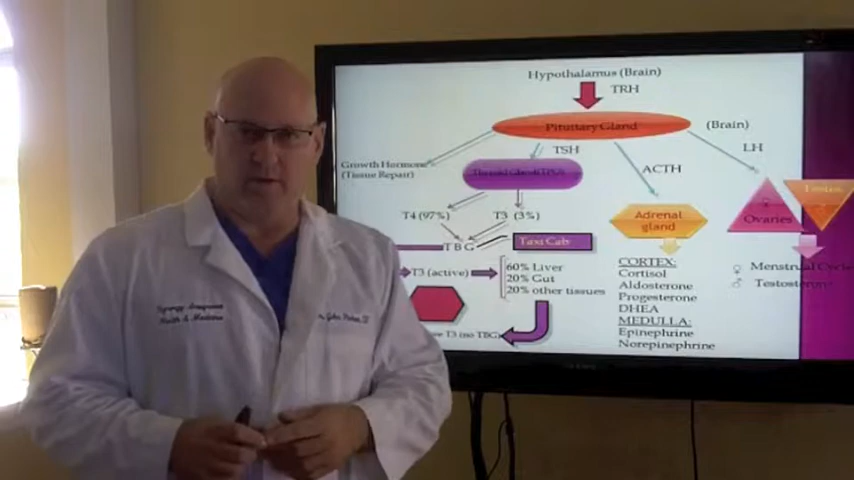 Hypothalamus (Brain)
TRH
Pituitary Gland
(Brain)
TSH
LH
Growth Hormone
(Tissue Repair)
ACTH
T4 (97%)
T3 (3%)
Adrenal
gland
Ovaries
TBG
T3 (active)
60% Liver
20% Gut
20% other tissues
T3 (no TBG)
CORTEX:
Cortisol
Aldosterone
Progesterone
DHEA
MEDULLA:
Epinephrine
Norepinephrine
♀ Menstrual Cycle
♂ Testosterone
Health & Medicine